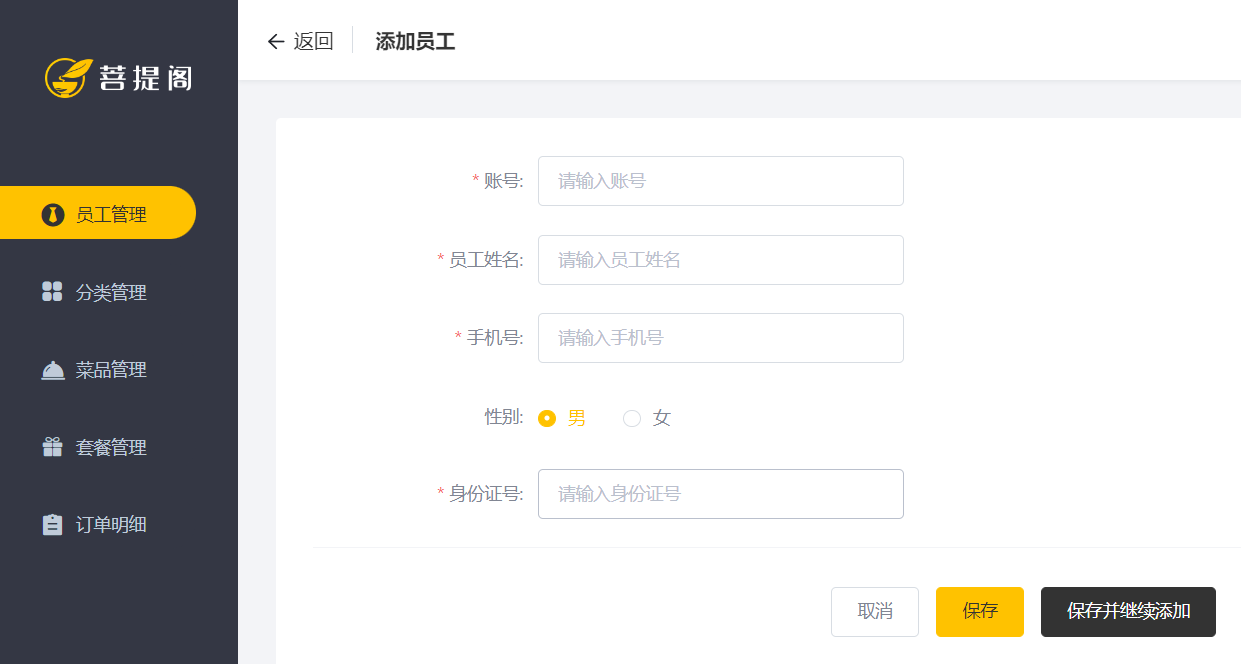 菩提阁
员工管理
分类管理
菜品管理
套餐管理
订单明细
返回 添加员工
* 账号: 请输入账号
* 员工姓名: 请输入员工姓名
* 手机号: 请输入手机号
性别: 男 女
* 身份证号: 请输入身份证号
取消 保存 保存并继续添加